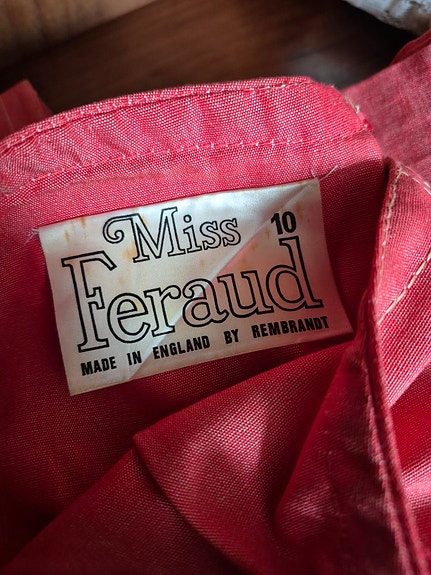 Miss 10
Feraud
MADE IN ENGLAND BY REMBRANDT